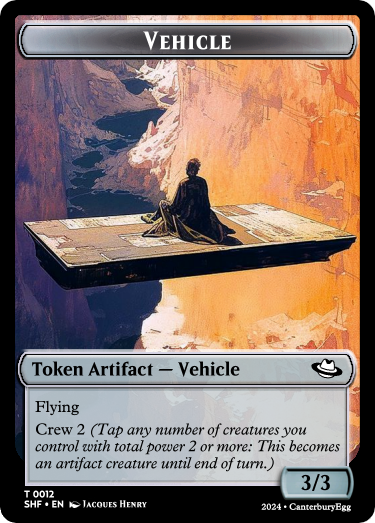 Vehicle
Token Artifact — Vehicle
Flying
Crew 2 (Tap any number of creatures you
control with total power 2 or more: This becomes
an artifact creature until end of turn.)
3/3
T 0012
SHF • EN Jacques Henry
2024 • CanterburyEgg